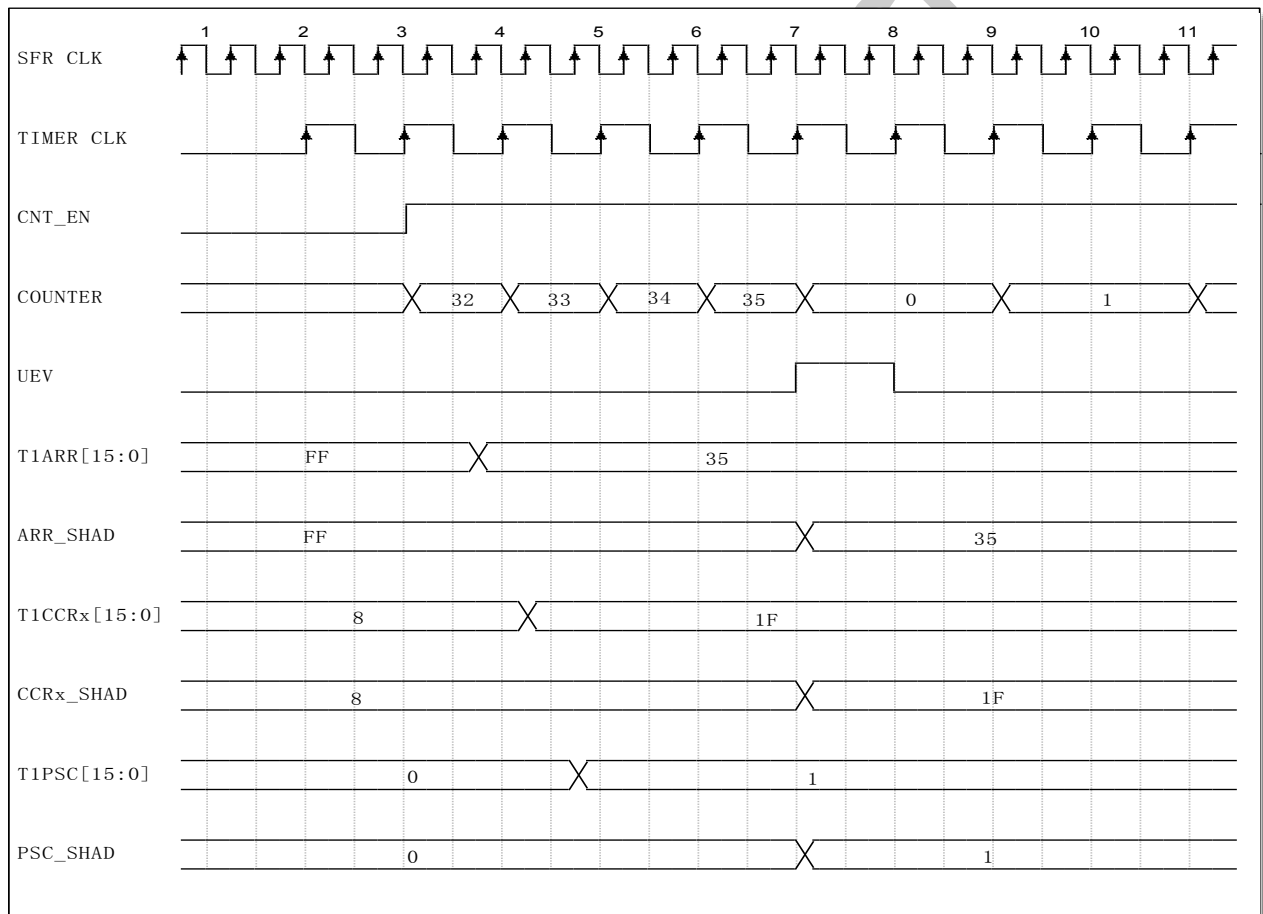 1 2 3 4 5 6 7 8 9 10 11
SFR CLK
TIMER CLK
CNT_EN
COUNTER 32 33 34 35 0 1
UEV
T1ARR[15:0] FF 35
ARR_SHAD FF 35
T1CCRx[15:0] 8 1F
CCRx_SHAD 8 1F
T1PSC[15:0] 0 1
PSC_SHAD 0 1